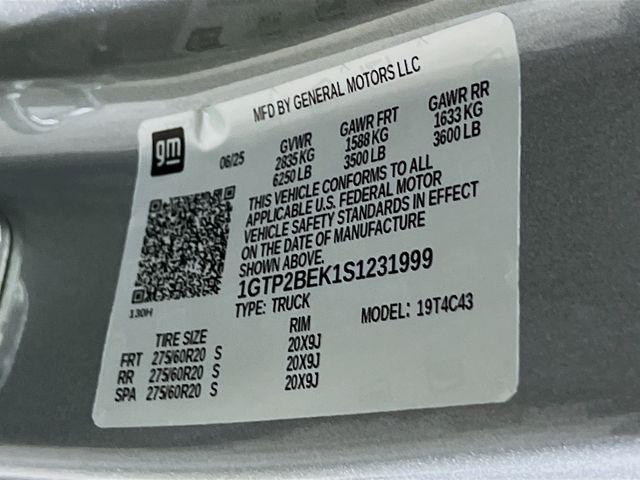 MFD BY GENERAL MOTORS LLC
gm
06/25
GVWR GAWR FRT GAWR RR
2835 KG 1588 KG 1633 KG
6250 LB 3500 LB 3600 LB
THIS VEHICLE CONFORMS TO ALL
APPLICABLE U.S. FEDERAL MOTOR
VEHICLE SAFETY STANDARDS IN EFFECT
ON THE DATE OF MANUFACTURE
SHOWN ABOVE.
1GTP2BEK1S1231999
130H
TYPE: TRUCK MODEL: 19T4C43
TIRE SIZE RIM
FRT 275/60R20 S 20X9J
RR 275/60R20 S 20X9J
SPA 275/60R20 S 20X9J